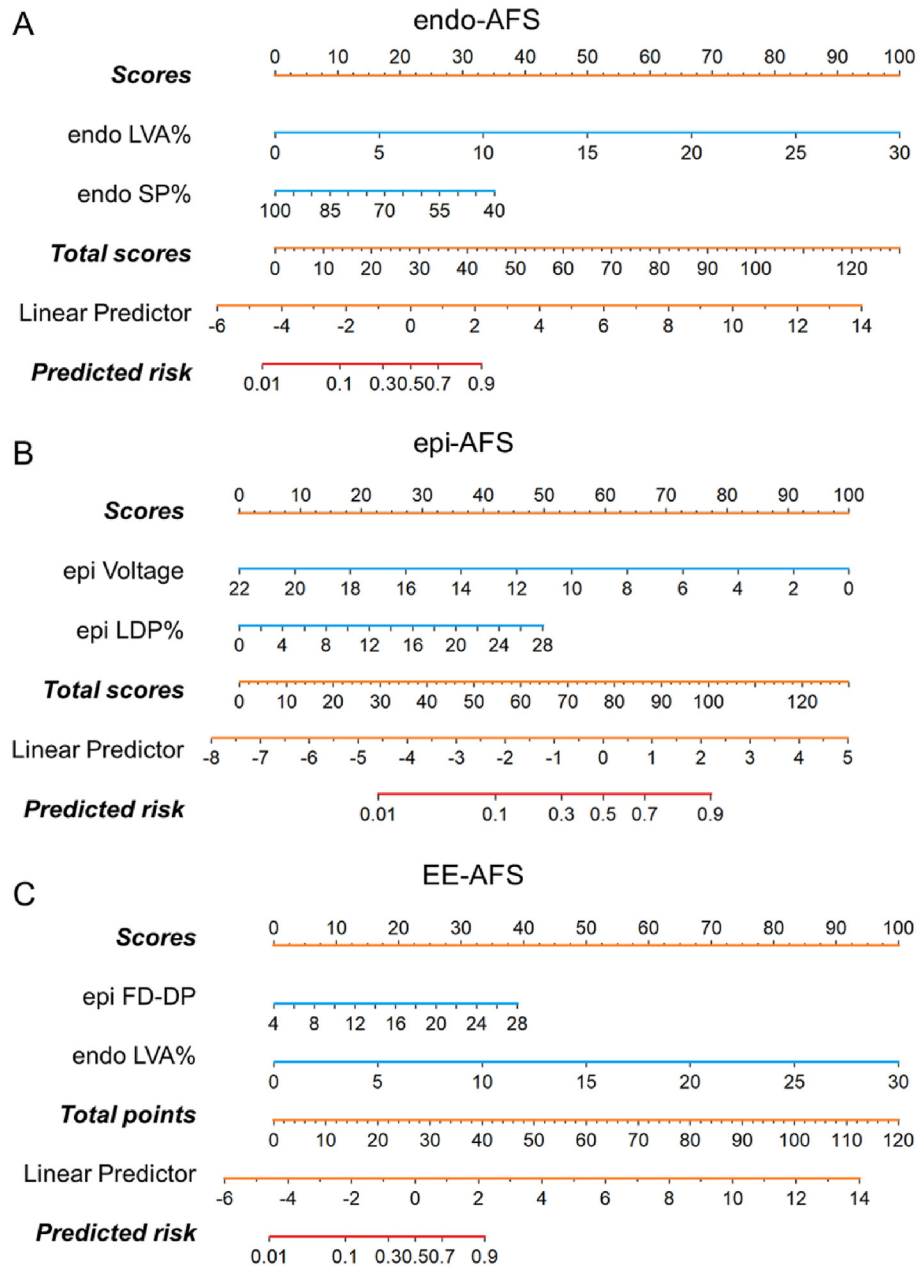 A
endo-AFS
0 10 20 30 40 50 60 70 80 90 100
Scores
endo LVA%
0 5 10 15 20 25 30
endo SP%
100 85 70 55 40
Total scores
0 10 20 30 40 50 60 70 80 90 100 120
Linear Predictor
-6 -4 -2 0 2 4 6 8 10 12 14
Predicted risk
0.01 0.1 0.30.50.7 0.9
B
epi-AFS
0 10 20 30 40 50 60 70 80 90 100
Scores
epi Voltage
22 20 18 16 14 12 10 8 6 4 2 0
epi LDP%
0 4 8 12 16 20 24 28
Total scores
0 10 20 30 40 50 60 70 80 90 100 120
Linear Predictor
-8 -7 -6 -5 -4 -3 -2 -1 0 1 2 3 4 5
Predicted risk
0.01 0.1 0.3 0.5 0.7 0.9
C
EE-AFS
0 10 20 30 40 50 60 70 80 90 100
Scores
epi FD-DP
4 8 12 16 20 24 28
endo LVA%
0 5 10 15 20 25 30
Total points
0 10 20 30 40 50 60 70 80 90 100 110 120
Linear Predictor
-6 -4 -2 0 2 4 6 8 10 12 14
Predicted risk
0.01 0.1 0.30.50.7 0.9